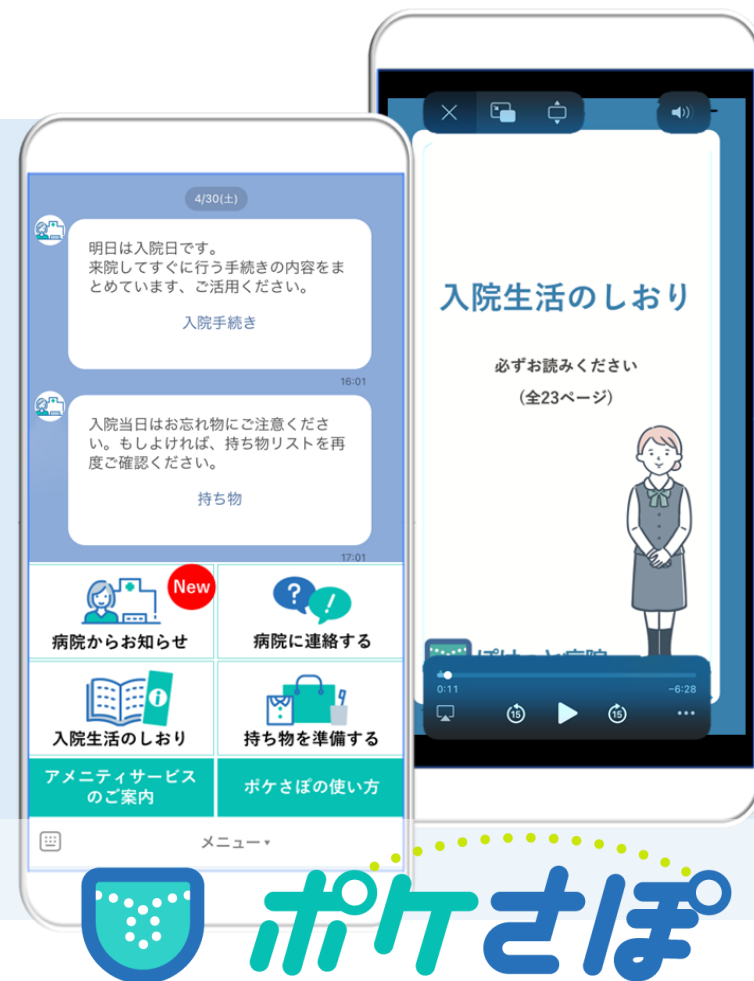 4/30(土)
明日は入院日です。
来院してすぐに行う手続きの内容をま
とめています、ご活用ください。
入院手続き
16:01
入院当日はお忘れ物にご注意くださ
い。もしよければ、持ち物リストを再
度ご確認ください。
持ち物
17:01
New
病院からお知らせ
病院に連絡する
入院生活のしおり
持ち物を準備する
アメニティサービス
のご案内
ポケさぽの使い方
メニュー▾
入院生活のしおり
必ずお読みください
（全23ページ）
ぽけっと病院
0:11
−6:28
15
15
ポケさぽ